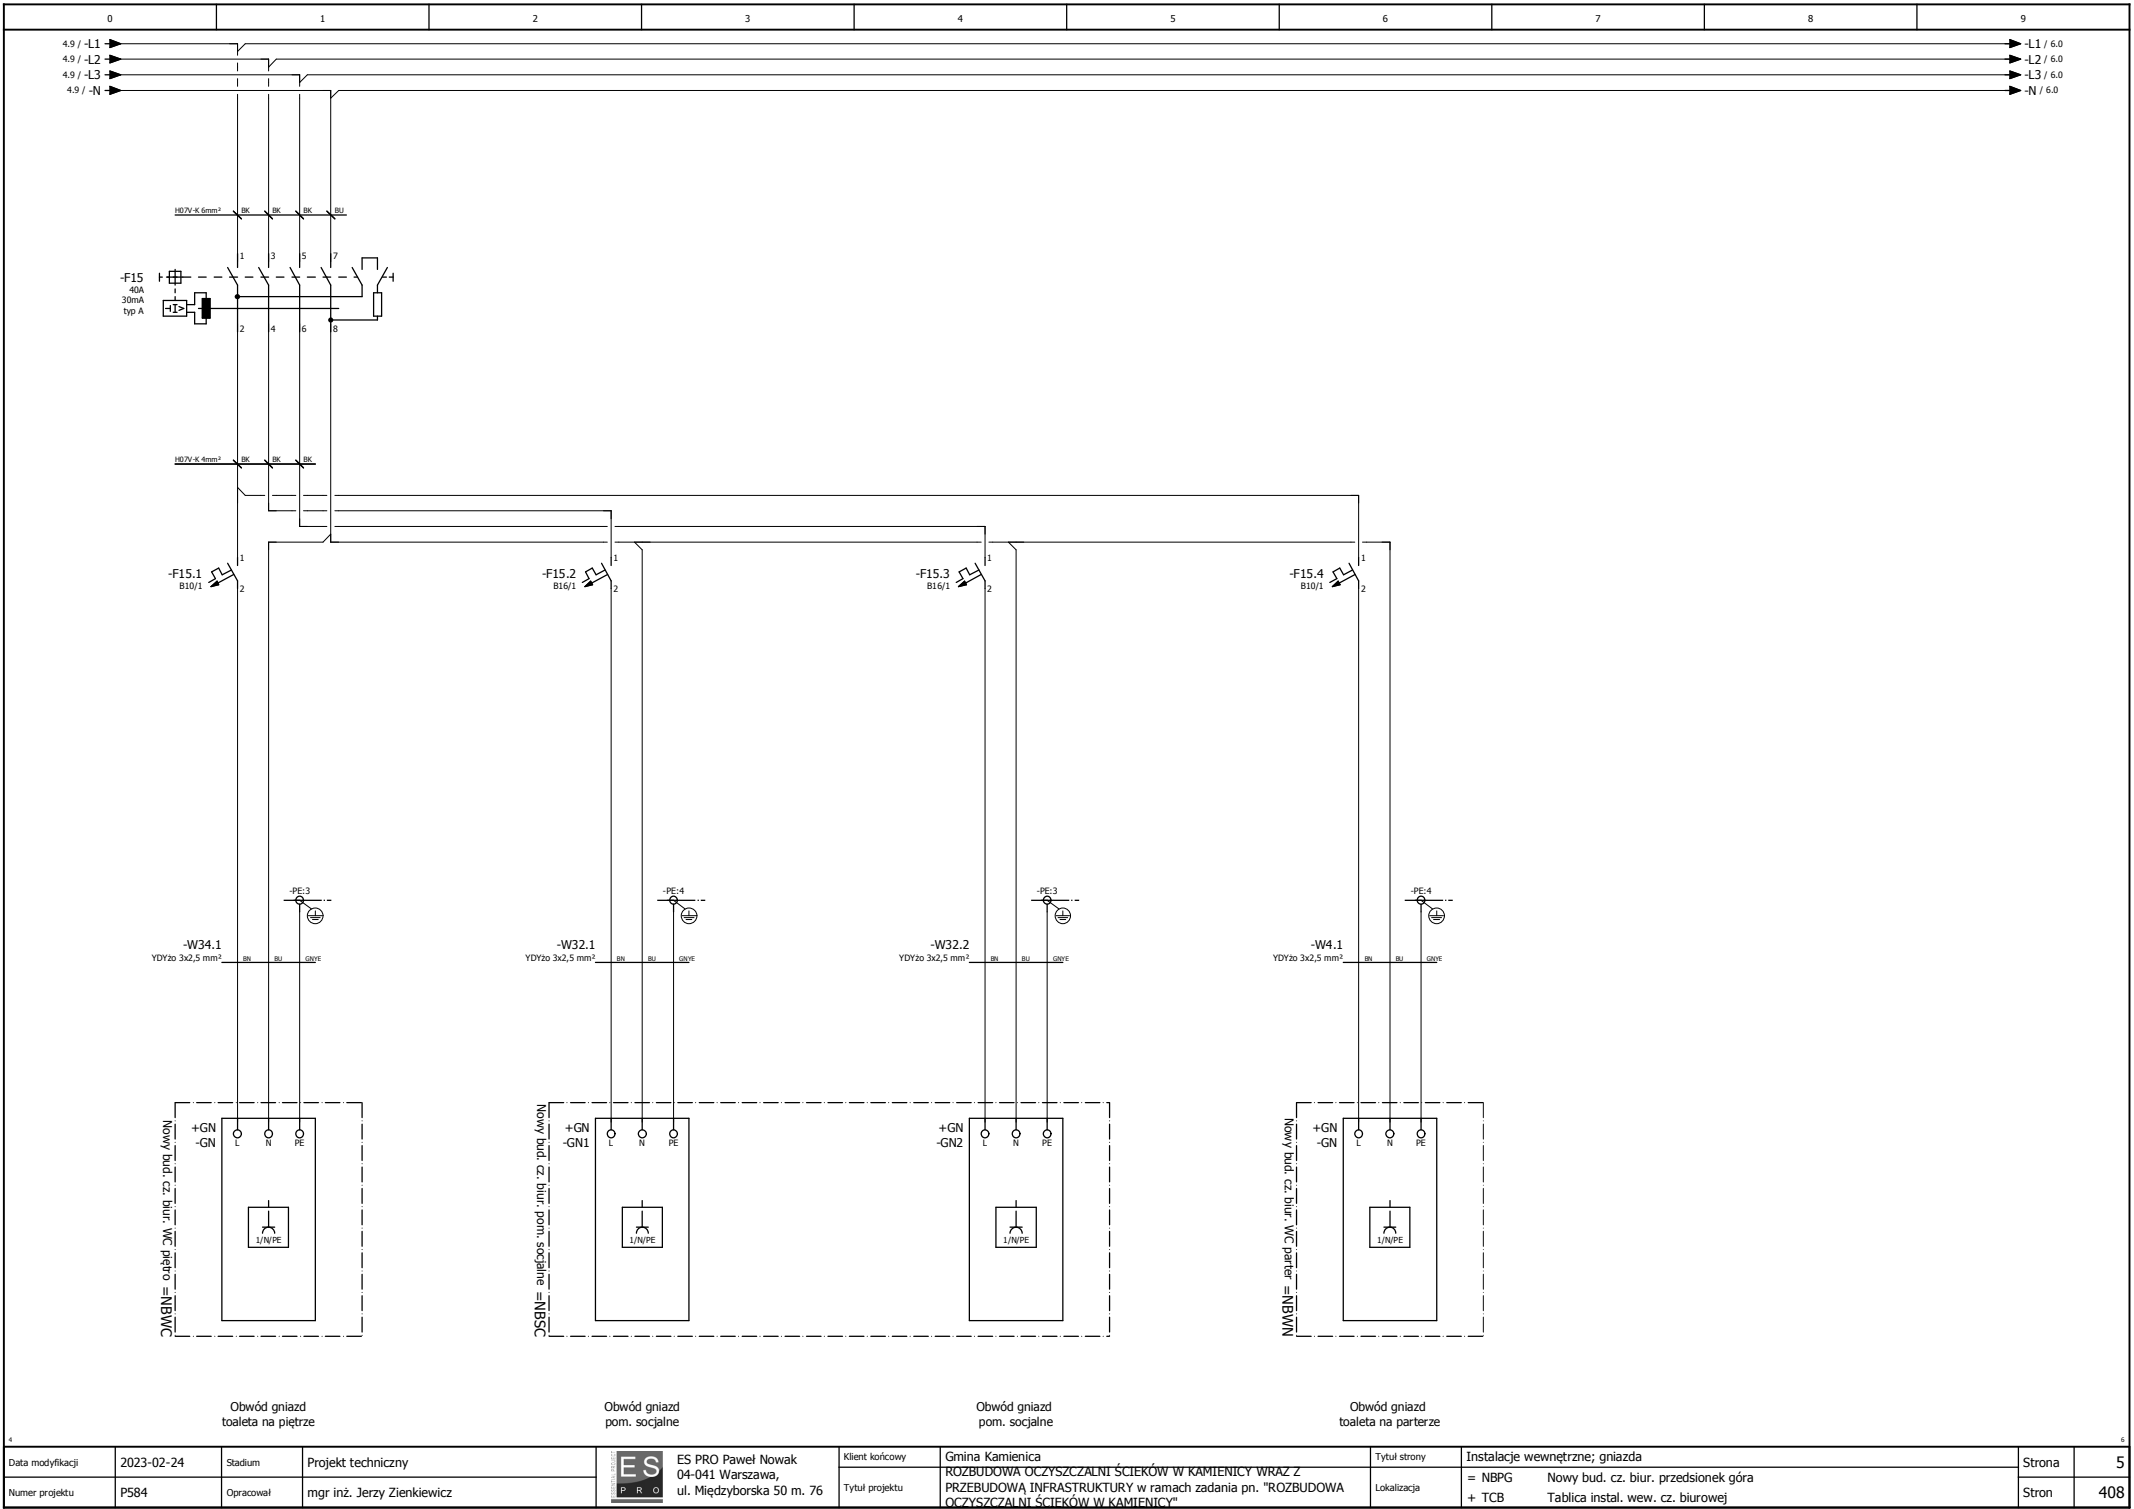 0 1 2 3 4 5 6 7 8 9
4.9 / -L1
-L1 / 6.0
4.9 / -L2
-L2 / 6.0
4.9 / -L3
-L3 / 6.0
4.9 / -N
-N / 6.0
H07V-K 6mm² BK BK BK BU
1 3 5 7
-F15
40A
30mA
typ A
I>
2 4 6 8
H07V-K 4mm² BK BK BK
1 1 1 1
-F15.1
B10/1
2
-F15.2
B16/1
2
-F15.3
B16/1
2
-F15.4
B10/1
2
-PE:3 -PE:4 -PE:3 -PE:4
-W34.1
YDYżo 3x2,5 mm² BN BU GNYE
-W32.1
YDYżo 3x2,5 mm² BN BU GNYE
-W32.2
YDYżo 3x2,5 mm² BN BU GNYE
-W4.1
YDYżo 3x2,5 mm² BN BU GNYE
Nowy bud. cz. biur. WC piętro =NBWC
+GN
-GN
L N PE
1/N/PE
Nowy bud. cz. biur. pom. socjalne =NBSC
+GN
-GN1
L N PE
1/N/PE
+GN
-GN2
L N PE
1/N/PE
Nowy bud. cz. biur. WC parter =NBWN
+GN
-GN
L N PE
1/N/PE
Obwód gniazd
toaleta na piętrze
Obwód gniazd
pom. socjalne
Obwód gniazd
pom. socjalne
Obwód gniazd
toaleta na parterze
4
6
Data modyfikacji 2023-02-24 Stadium Projekt techniczny
Numer projektu P584 Opracował mgr inż. Jerzy Zienkiewicz
ES
PRO
ES PRO Paweł Nowak
04-041 Warszawa,
ul. Międzyborska 50 m. 76
Klient końcowy Gmina Kamienica
Tytuł projektu
ROZBUDOWA OCZYSZCZALNI ŚCIEKÓW W KAMIENICY WRAZ Z
PRZEBUDOWĄ INFRASTRUKTURY w ramach zadania pn. "ROZBUDOWA
OCZYSZCZALNI ŚCIEKÓW W KAMIENICY"
Tytuł strony Instalacje wewnętrzne; gniazda
Lokalizacja
= NBPG Nowy bud. cz. biur. przedsionek góra
+ TCB Tablica instal. wew. cz. biurowej
Strona 5
Stron 408